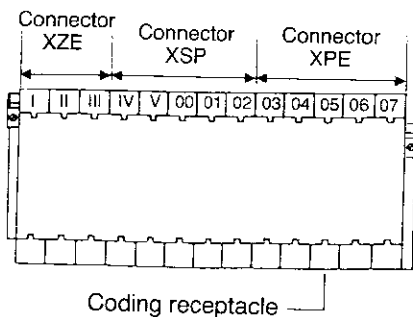 Connector
XZE
Connector
XSP
Connector
XPE
I II III IV V 00 01 02 03 04 05 06 07
Coding receptacle